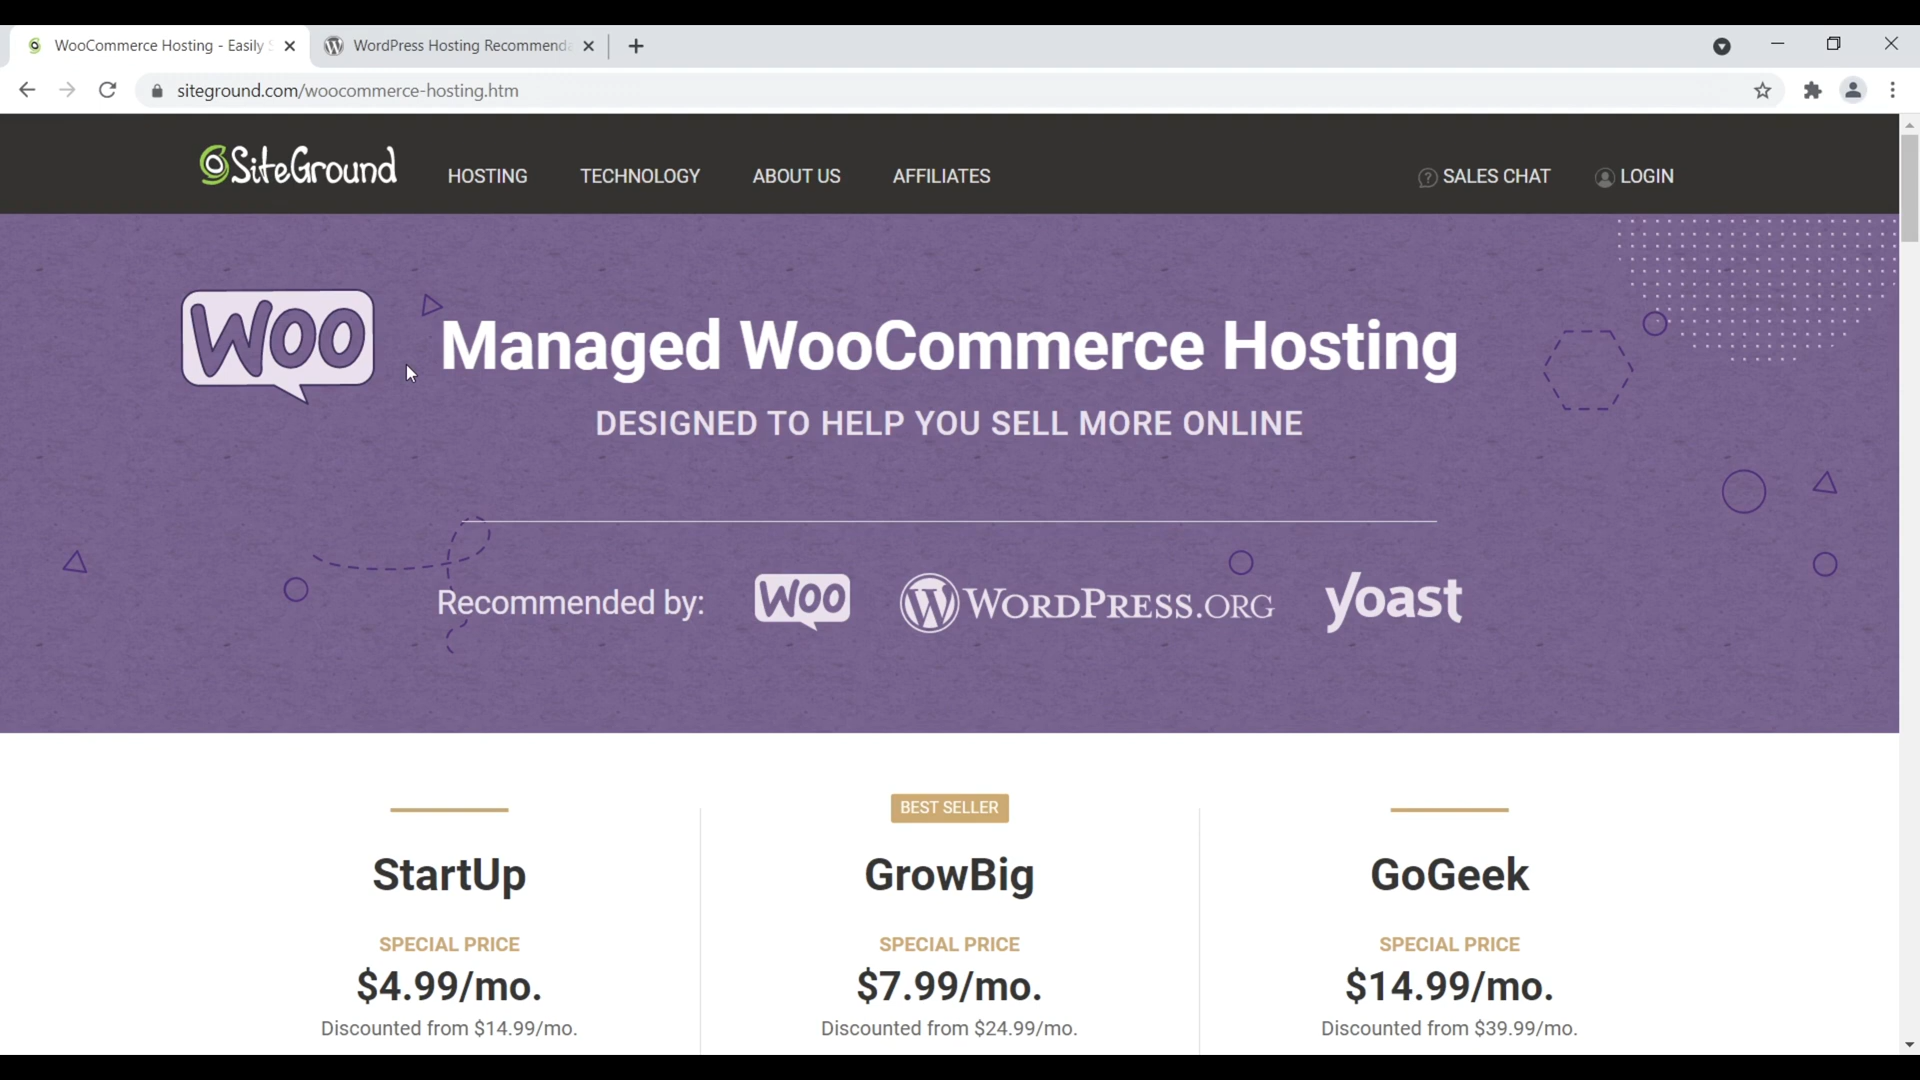 WooCommerce Hosting - Easily
WordPress Hosting Recommend
siteground.com/woocommerce-hosting.htm
SiteGround
HOSTING
TECHNOLOGY
ABOUT US
AFFILIATES
SALES CHAT
LOGIN
WOO
Managed WooCommerce Hosting
DESIGNED TO HELP YOU SELL MORE ONLINE
Recommended by:
WOO
WORDPRESS.ORG
yoast
BEST SELLER
StartUp
GrowBig
GoGeek
SPECIAL PRICE
SPECIAL PRICE
SPECIAL PRICE
$4.99/mo.
$7.99/mo.
$14.99/mo.
Discounted from $14.99/mo.
Discounted from $24.99/mo.
Discounted from $39.99/mo.